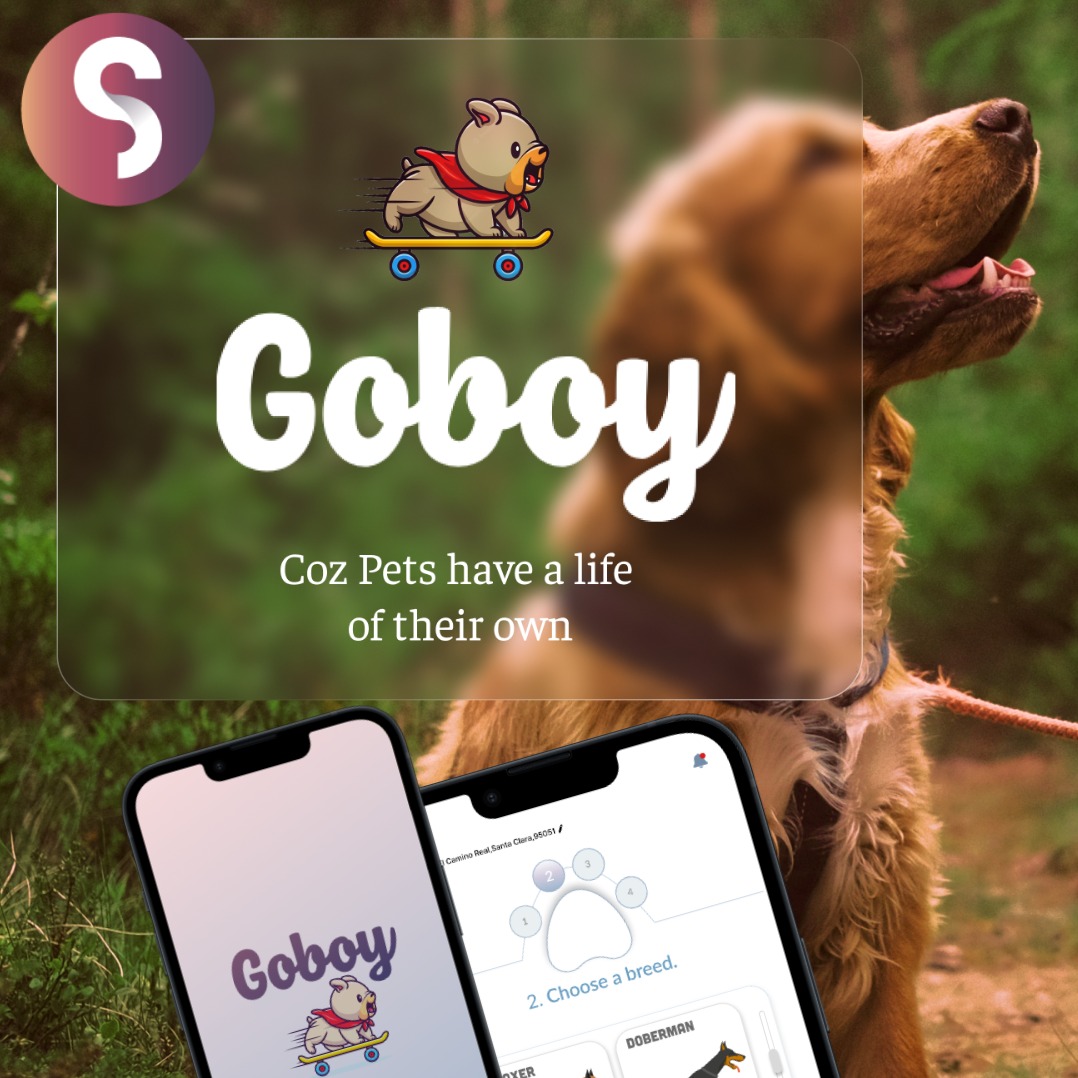 S
Goboy
Coz Pets have a life
of their own
Camino Real,Santa Clara,95051
1
2
3
4
2. Choose a breed.
DOBERMAN
Goboy